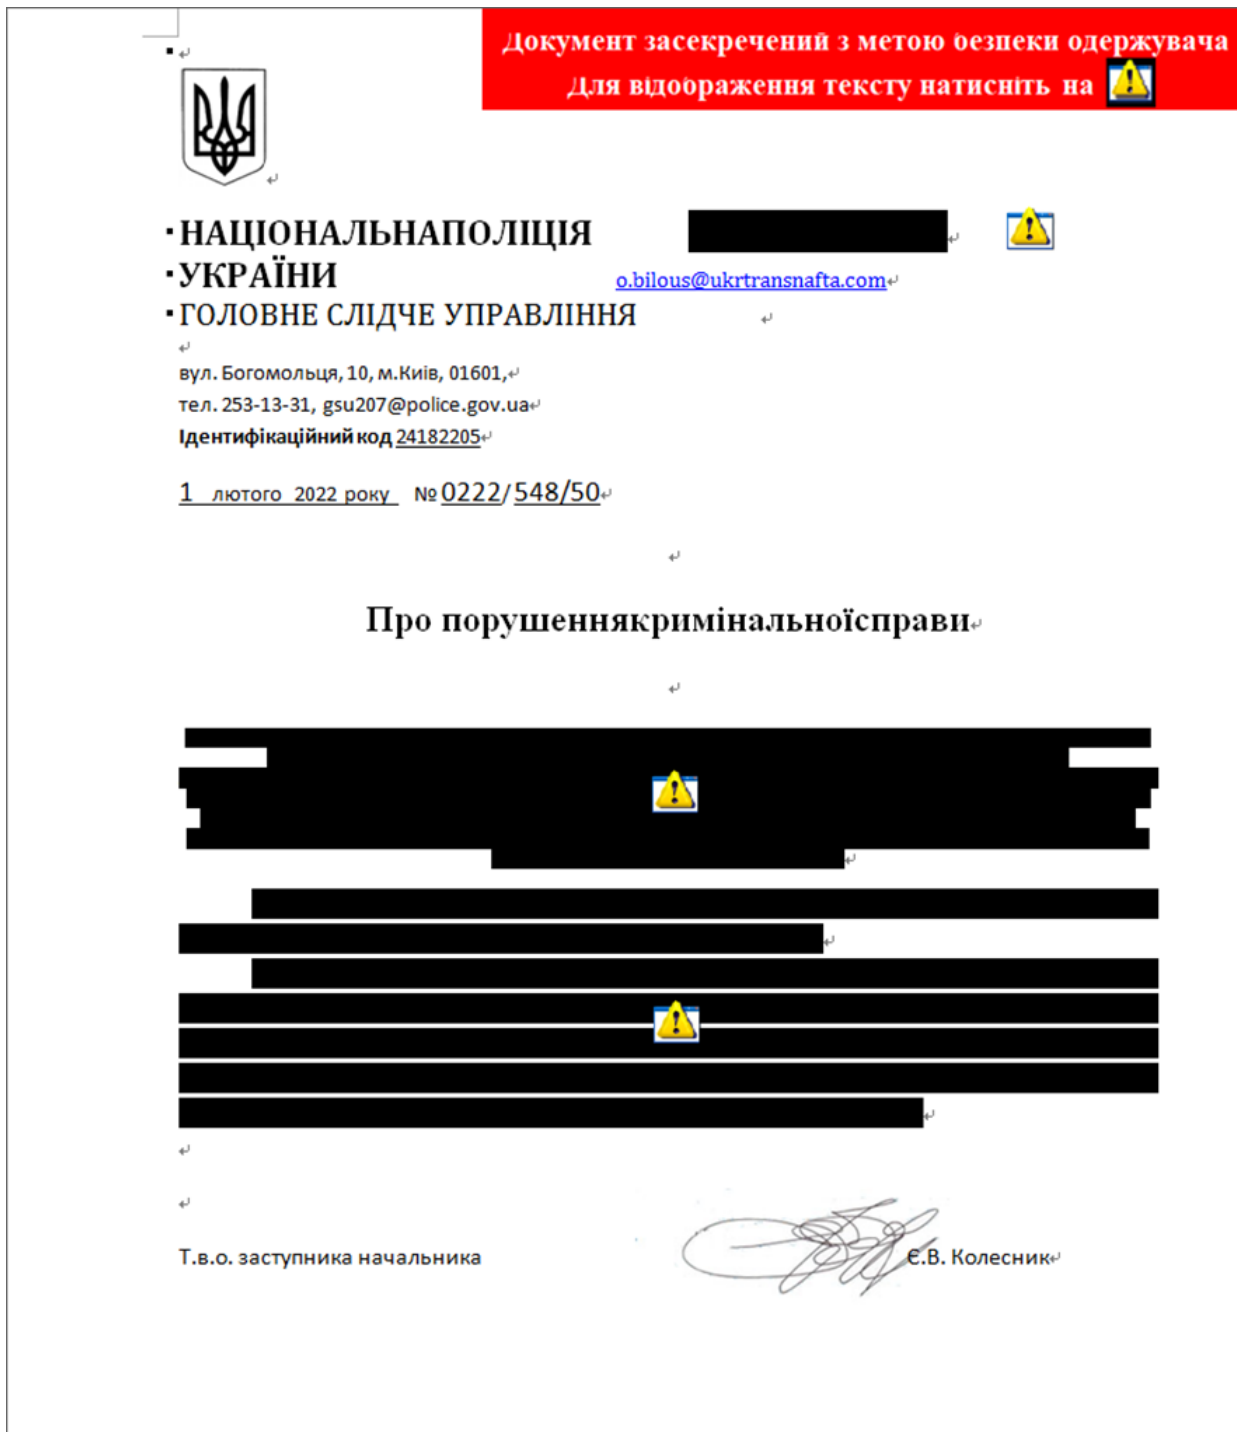 Документ засекречений з метою безпеки одержувача
Для відображення тексту натисніть на
НАЦІОНАЛЬНАПОЛІЦІЯ
УКРАЇНИ
o.bilous@ukrtransnafta.com
ГОЛОВНЕ СЛІДЧЕ УПРАВЛІННЯ
вул. Богомольця, 10, м.Київ, 01601,
тел. 253-13-31, gsu207@police.gov.ua
Ідентифікаційний код 24182205
1 лютого 2022 року № 0222/548/50
Про порушеннякримінальноїсправи
Т.в.о. заступника начальника Є.В. Колесник